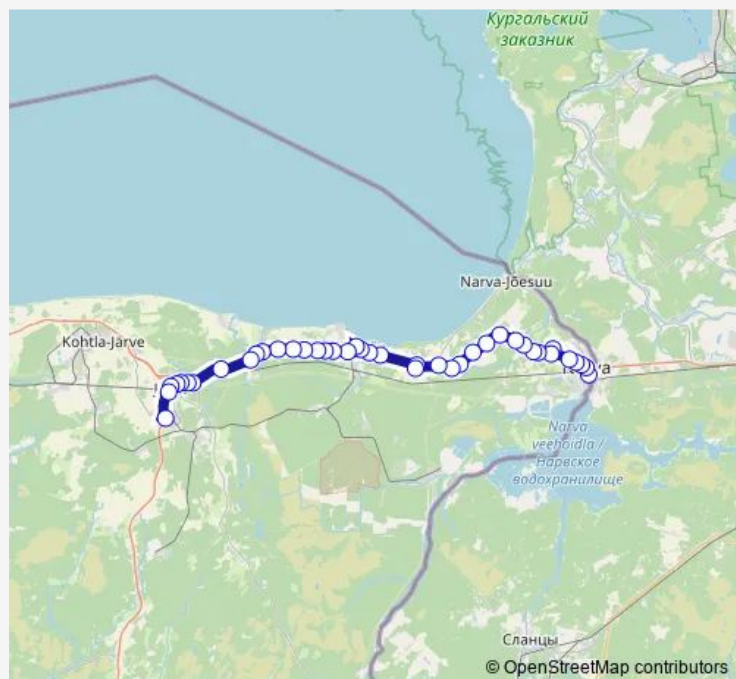 Кургальский
заказник
Narva-Jõesuu
Kohtla-Järve
Narva
veehoidla /
Нарвское
водохранилище
Сланцы
© OpenStreetMap contributors